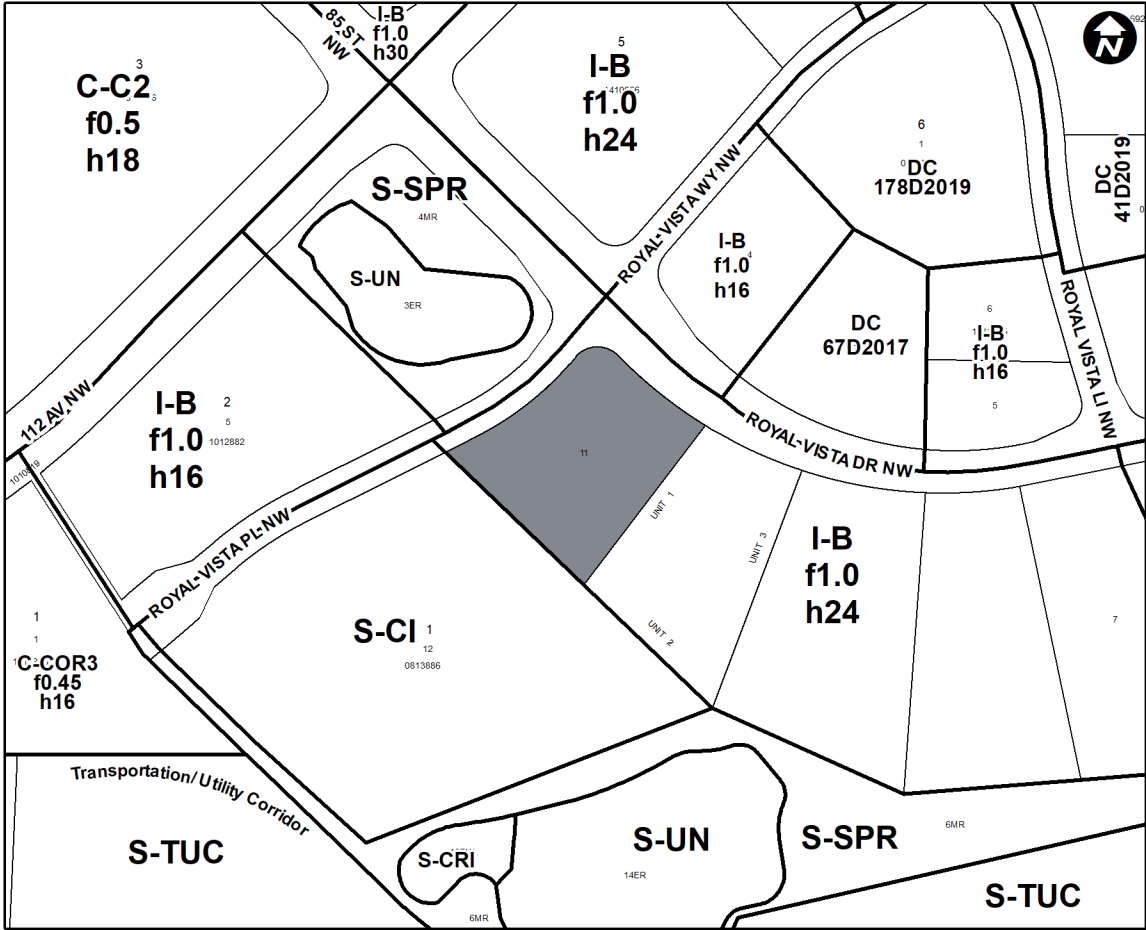 85 ST
NW
I-B
f1.0
h30
3
C-C2
f0.5
h18
5
I-B
f1.0
h24
N
6
1
DC
178D2019
DC
41D2019
S-SPR
4MR
ROYAL VISTA WY NW
I-B
f1.0
4
h16
S-UN
3ER
DC
67D2017
6
I-B
f1.0
h16
5
ROYAL VISTA LI NW
112 AV NW
I-B
f1.0
h16
2
5
1012882
11
ROYAL VISTA DR NW
UNIT 1
UNIT 3
UNIT 2
I-B
f1.0
h24
ROYAL VISTA PL NW
7
1
1
C-COR3
f0.45
h16
S-CI
1
12
0813886
Transportation/ Utility Corridor
S-TUC
S-CRI
S-UN
14ER
S-SPR
6MR
6MR
S-TUC